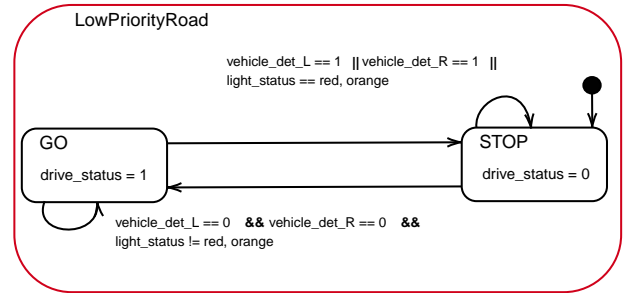 LowPriorityRoad
vehicle_det_L == 1 || vehicle_det_R == 1 ||
light_status == red, orange
GO
drive_status = 1
STOP
drive_status = 0
vehicle_det_L == 0 && vehicle_det_R == 0 &&
light_status != red, orange